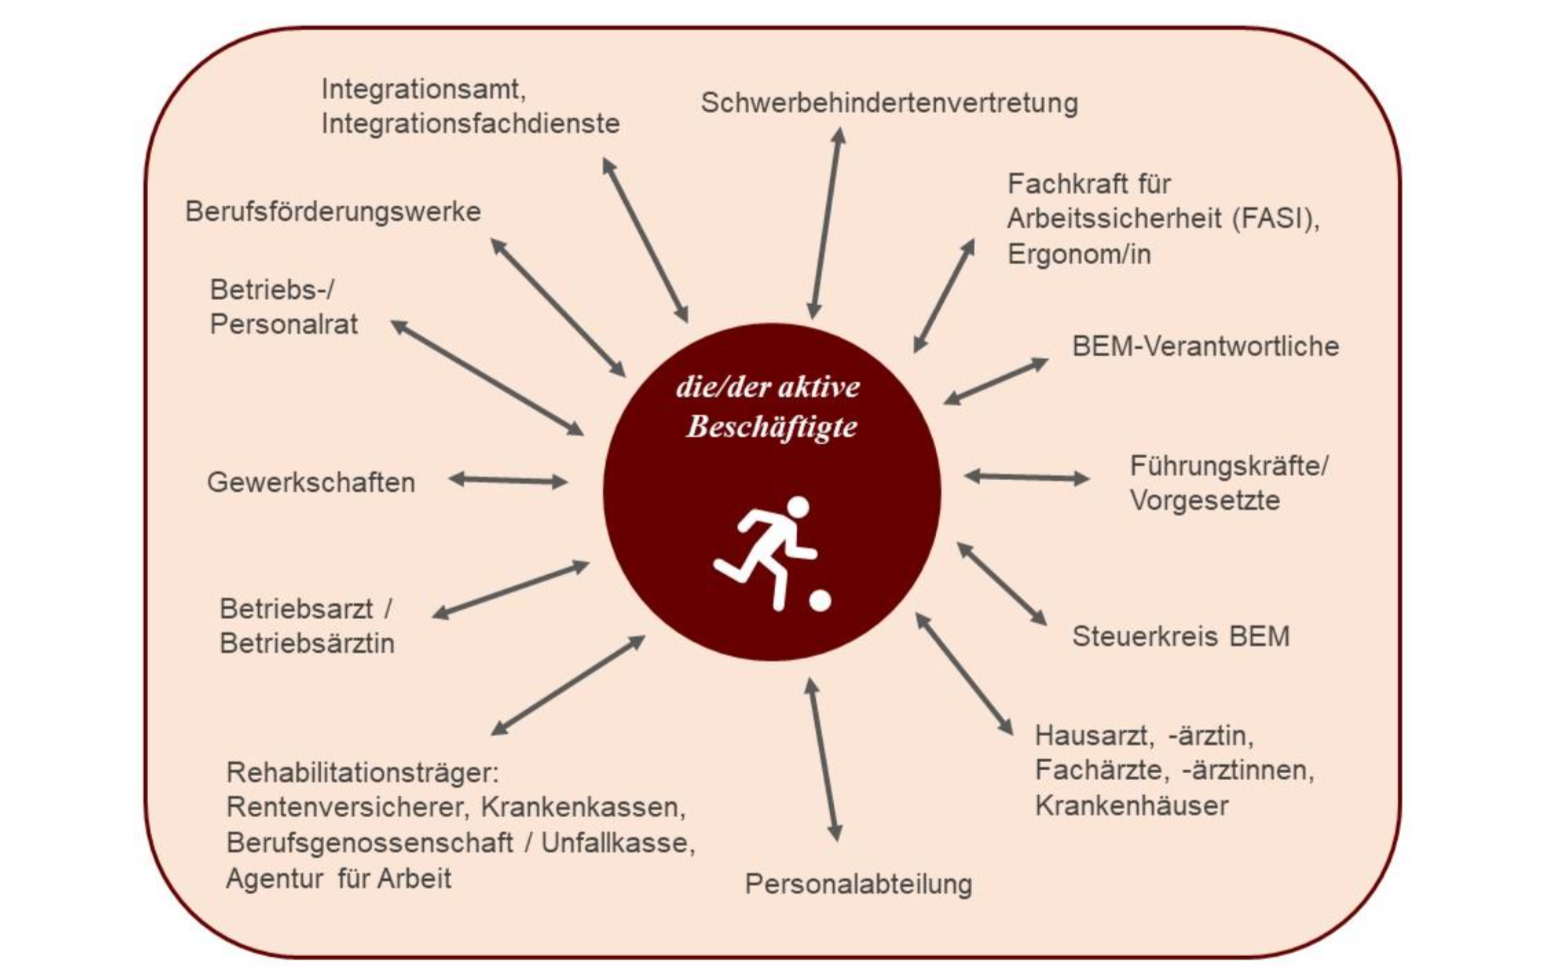 Integrationsamt,
Integrationsfachdienste
Schwerbehindertenvertretung
Fachkraft für
Arbeitssicherheit (FASI),
Ergonom/in
Berufsförderungswerke
Betriebs-/
Personalrat
BEM-Verantwortliche
die/der aktive
Beschäftigte
Gewerkschaften
Führungskräfte/
Vorgesetzte
Betriebsarzt /
Betriebsärztin
Steuerkreis BEM
Rehabilitationsträger:
Rentenversicherer, Krankenkassen,
Berufsgenossenschaft / Unfallkasse,
Agentur für Arbeit
Hausarzt, -ärztin,
Fachärzte, -ärztinnen,
Krankenhäuser
Personalabteilung